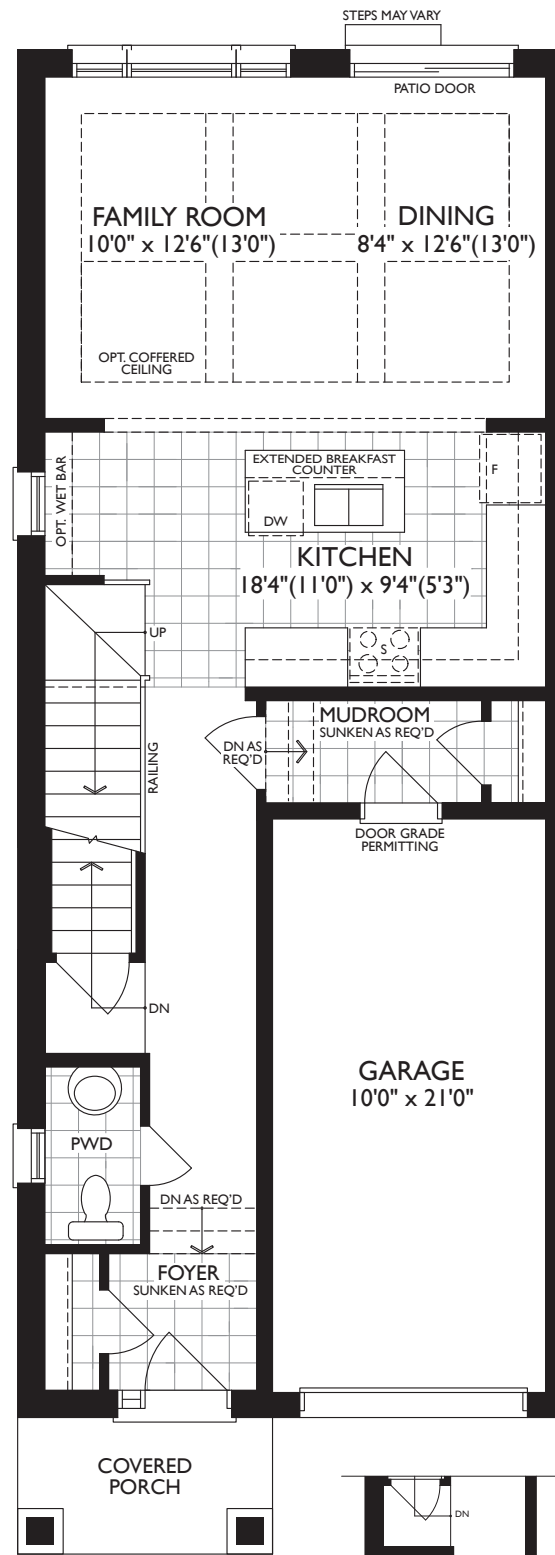 STEPS MAY VARY
PATIO DOOR
FAMILY ROOM
10'0" x 12'6"(13'0")
DINING
8'4" x 12'6"(13'0")
OPT. COFFERED
CEILING
OPT. WET BAR
EXTENDED BREAKFAST
COUNTER
F
DW
KITCHEN
18'4"(11'0") x 9'4"(5'3")
UP
S
RAILING
MUDROOM
SUNKEN AS REQ'D
DN AS
REQ'D
DOOR GRADE
PERMITTING
DN
GARAGE
10'0" x 21'0"
PWD
DN AS REQ'D
FOYER
SUNKEN AS REQ'D
COVERED
PORCH
DN